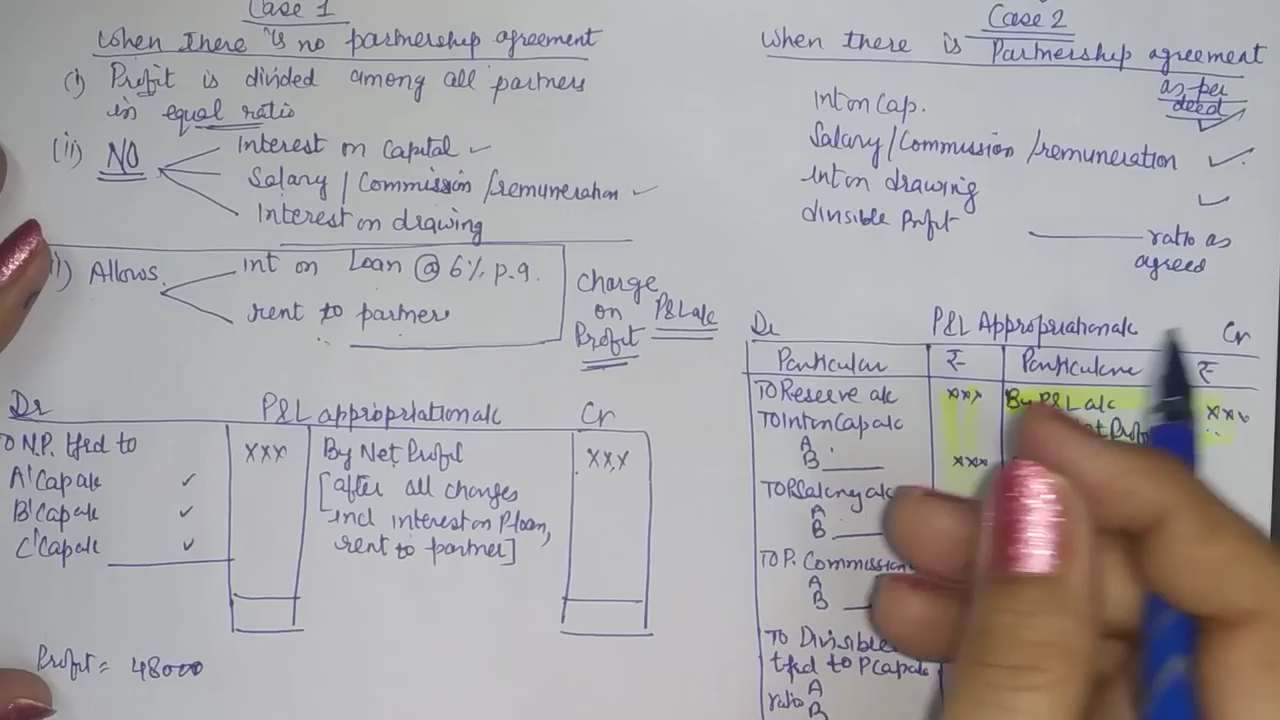 Case 1
When there is no partnership agreement
(i) Profit is divided among all partners
in equal ratio
(ii) NO
Interest on Capital ✓
Salary / Commission / remuneration ✓
Interest on drawing
i) Allows
int on Loan @ 6% p.a.
rent to partner
charge
on
Profit
P&L a/c
Dr P&L appropriation a/c Cr
To N.P. tfrd to
A' Cap a/c ✓
B' Cap a/c ✓
C' Cap a/c ✓
xxx
By Net Profit
[after all charges
incl interest on P. loan,
rent to partner]
xxx
Profit = 48000
Case 2
When there is Partnership agreement
as per
deed
Int on Cap. ✓
Salary / Commission / remuneration ✓
int on drawing ✓
divisible Profit
ratio as
agreed
Dr P&L Appropriation a/c Cr
Particular ₹ Particulare ₹
To Reserve a/c xxx By P&L a/c xxx
To Int on Cap a/c
A
B xxx
To P. Salary a/c
A
B
To P. Commission
A
B
To Divisible
tfrd to P Cap a/c
ratio A
B